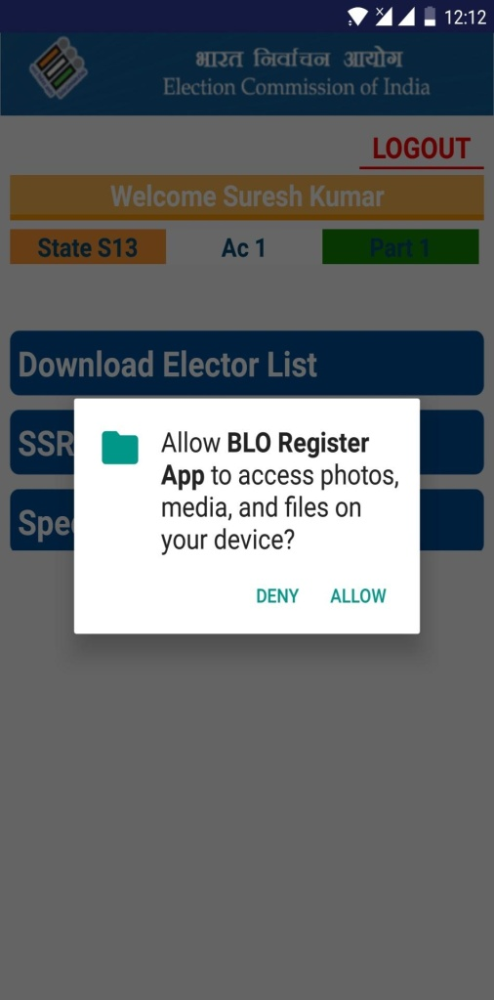 12:12
भारत निर्वाचन आयोग
Election Commission of India
LOGOUT
Welcome Suresh Kumar
State S13 Ac 1 Part 1
Download Elector List
SSR
Spe
Allow BLO Register
App to access photos,
media, and files on
your device?
DENY ALLOW